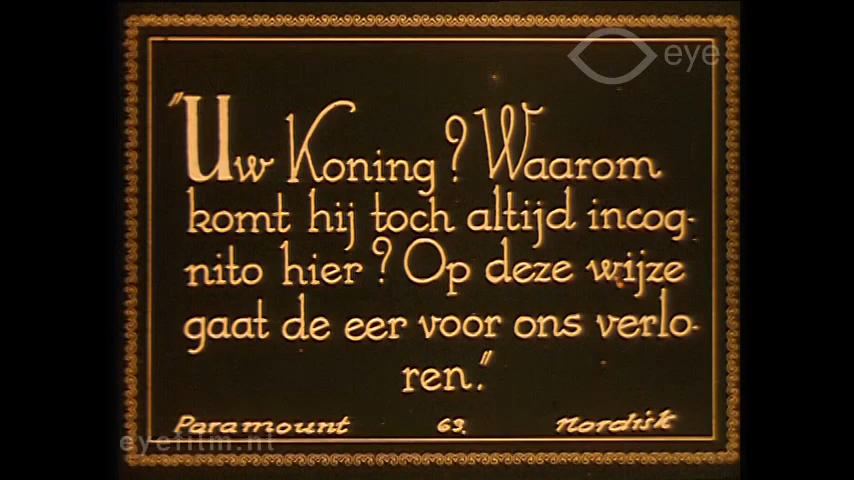 eye
"Uw Koning? Waarom
komt hij toch altijd incog-
nito hier? Op deze wijze
gaat de eer voor ons verlo-
ren."
Paramount 63. Nordisk
eyefilm.nl